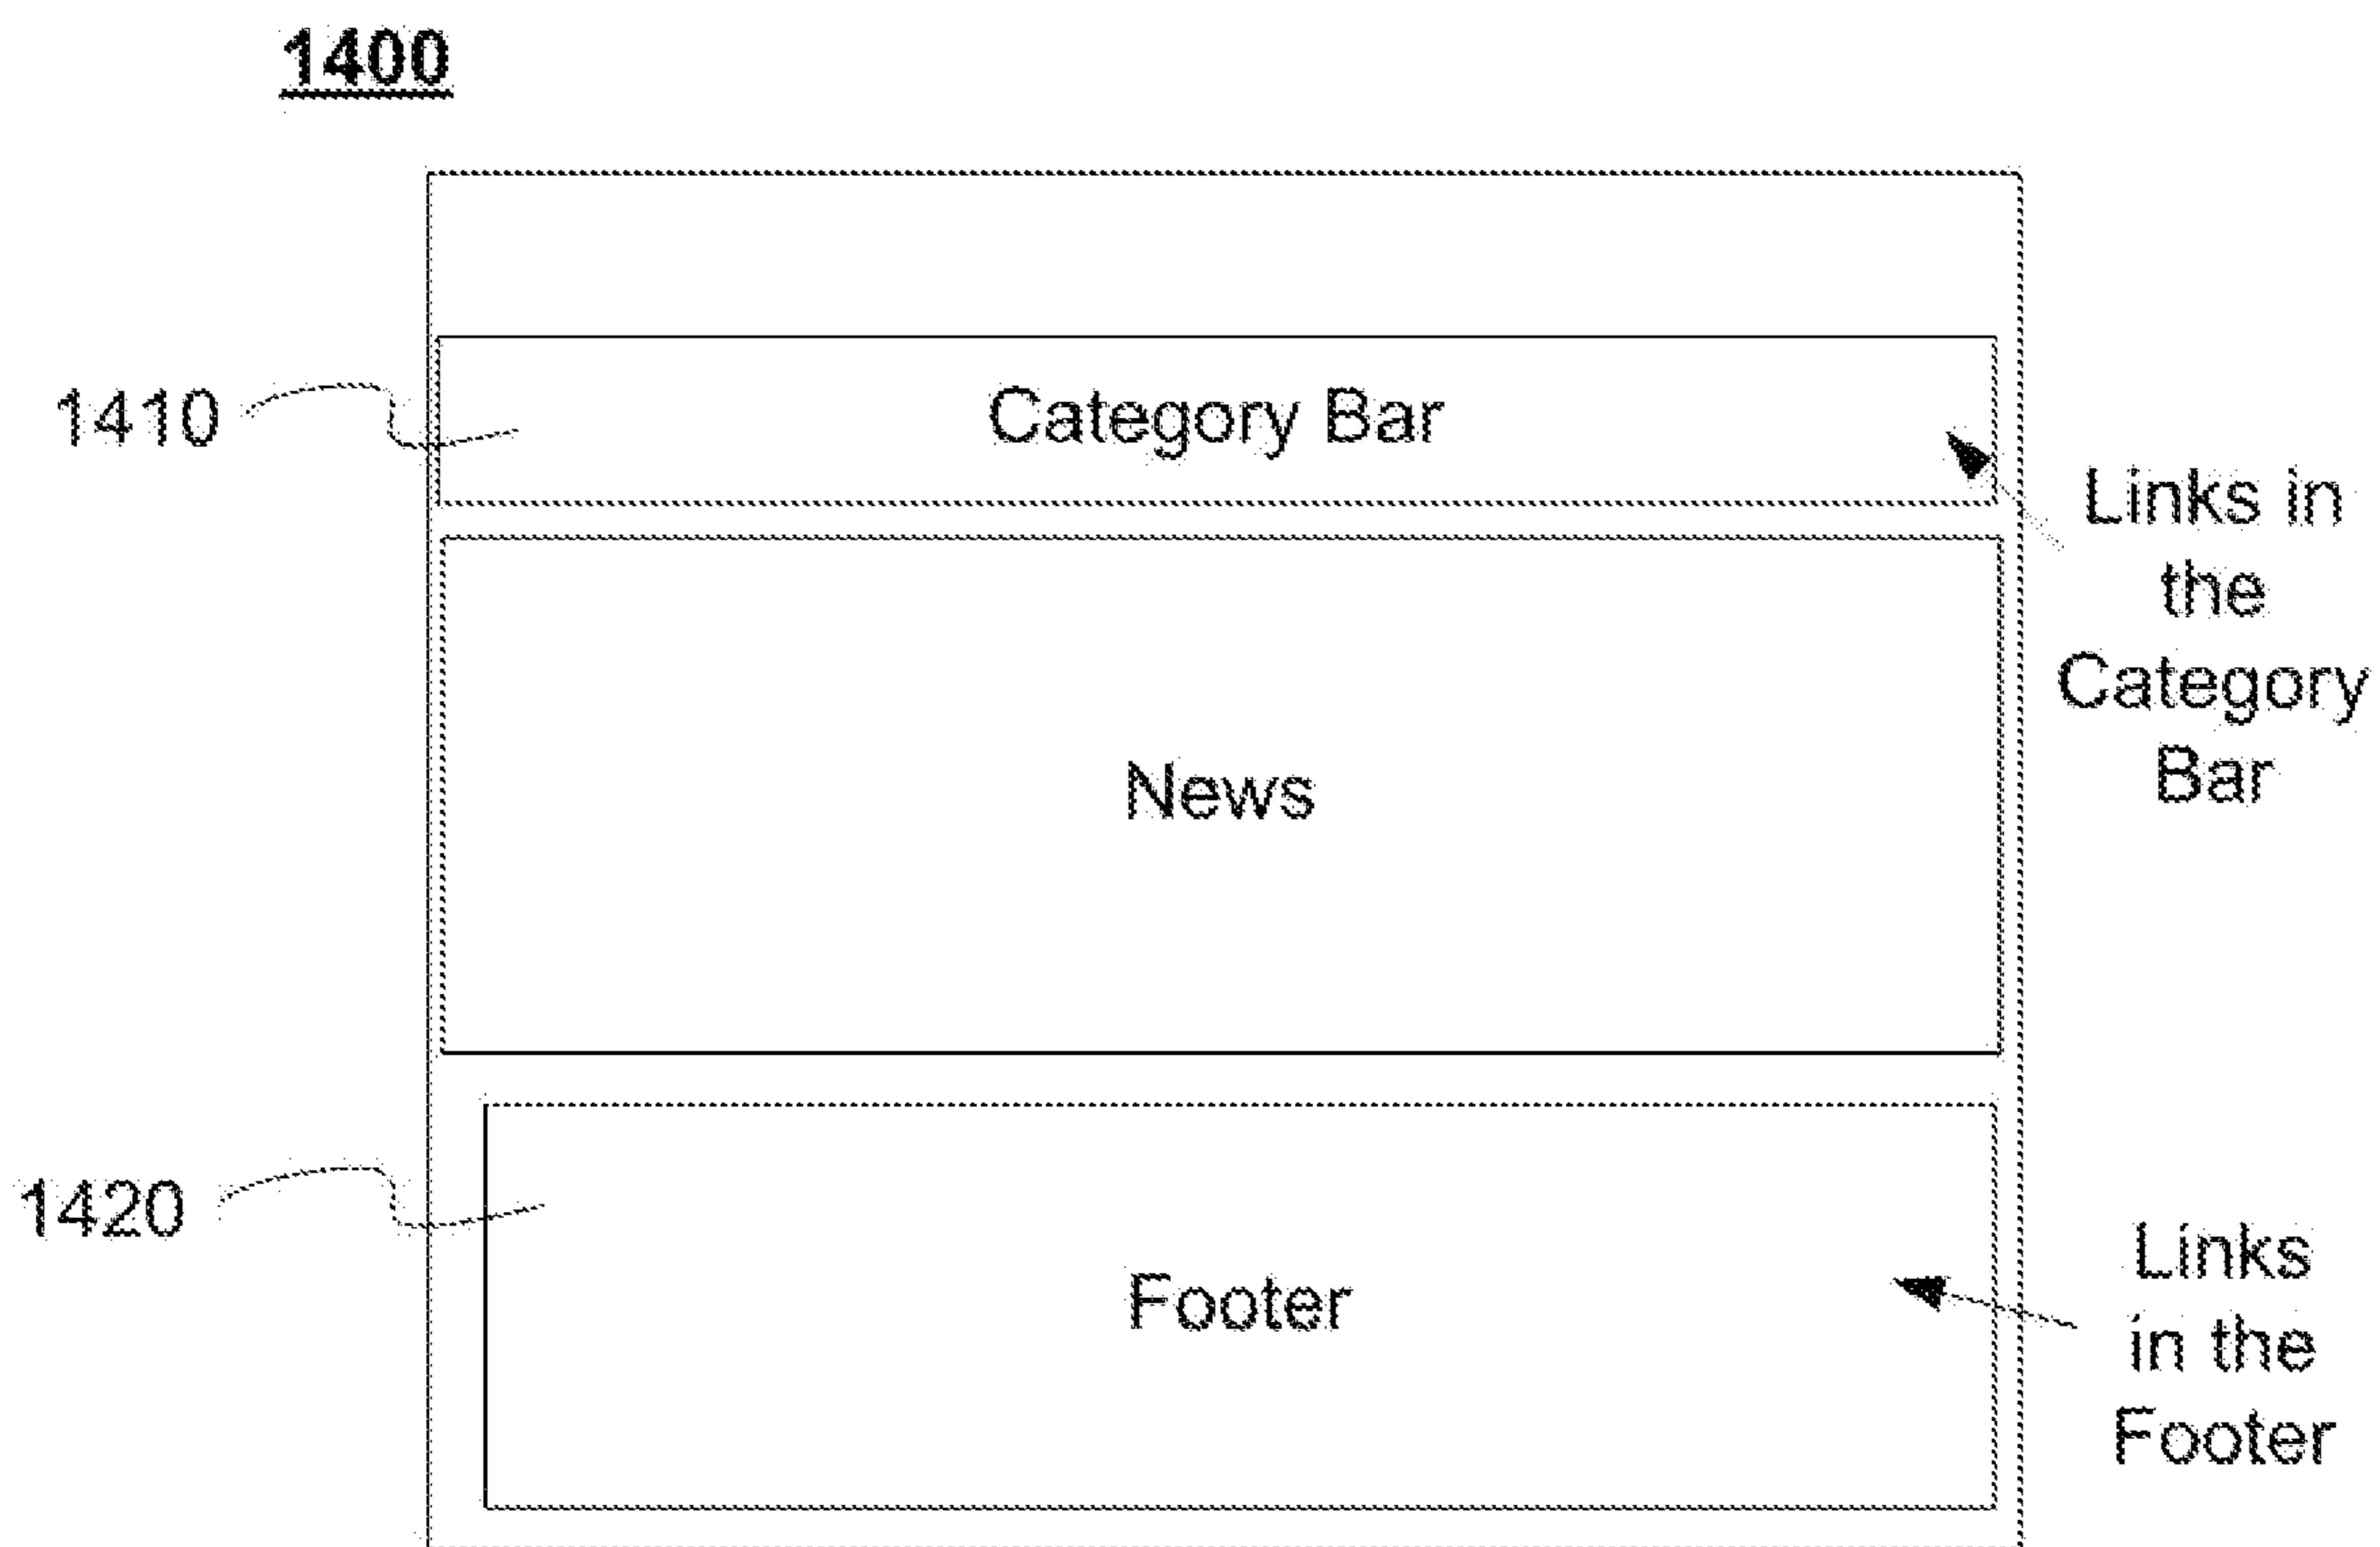 1400
1410
Category Bar
Links in
the
Category
Bar
News
1420
Footer
Links
in the
Footer